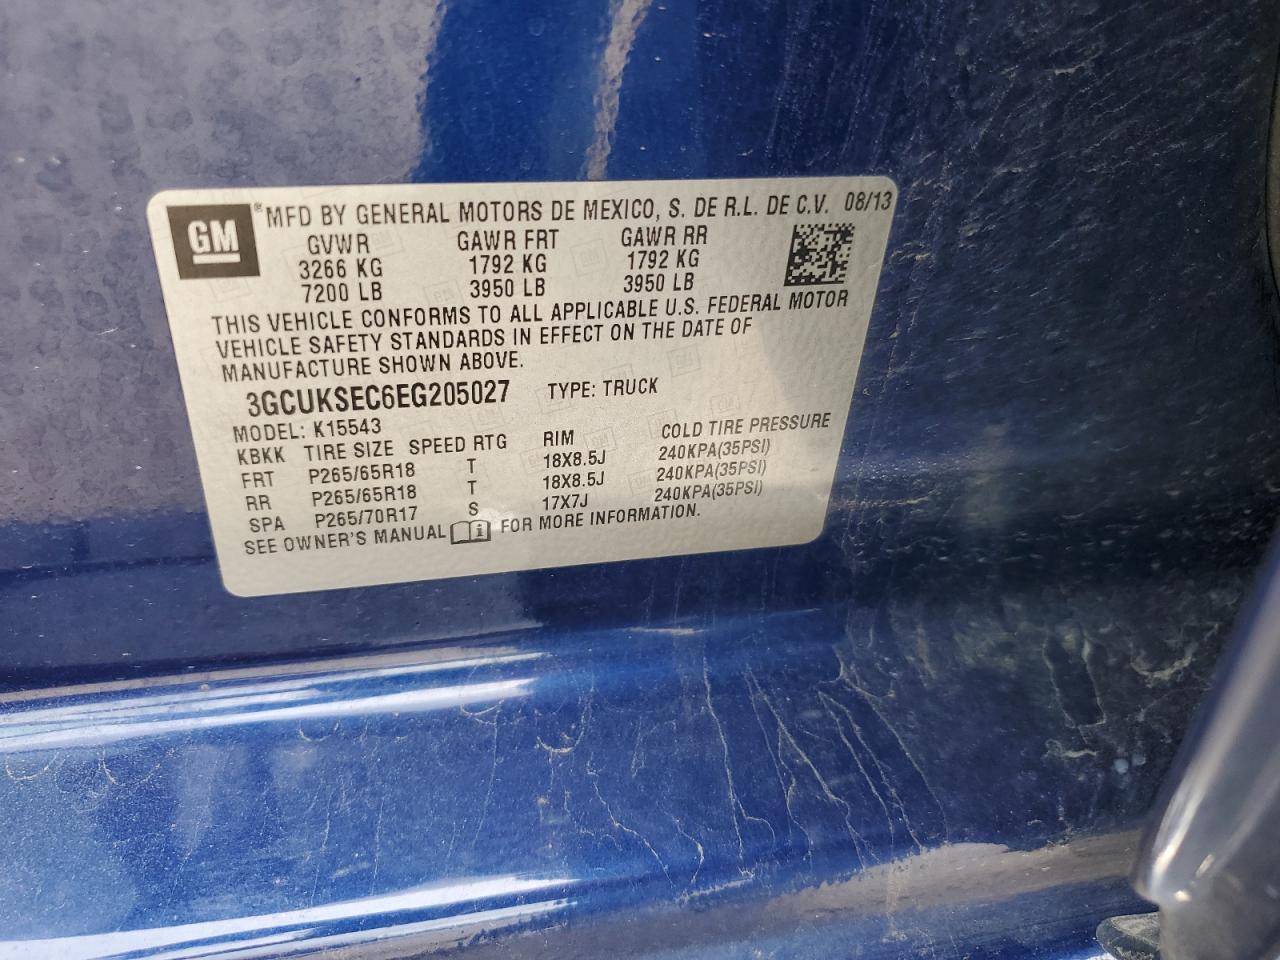 GM ® MFD BY GENERAL MOTORS DE MEXICO, S. DE R.L. DE C.V. 08/13
GVWR GAWR FRT GAWR RR
3266 KG 1792 KG 1792 KG
7200 LB 3950 LB 3950 LB
THIS VEHICLE CONFORMS TO ALL APPLICABLE U.S. FEDERAL MOTOR
VEHICLE SAFETY STANDARDS IN EFFECT ON THE DATE OF
MANUFACTURE SHOWN ABOVE.
3GCUKSEC6EG205027 TYPE: TRUCK
MODEL: K15543
KBKK TIRE SIZE SPEED RTG RIM COLD TIRE PRESSURE
FRT P265/65R18 T 18X8.5J 240KPA(35PSI)
RR P265/65R18 T 18X8.5J 240KPA(35PSI)
SPA P265/70R17 S 17X7J 240KPA(35PSI)
SEE OWNER'S MANUAL i FOR MORE INFORMATION.